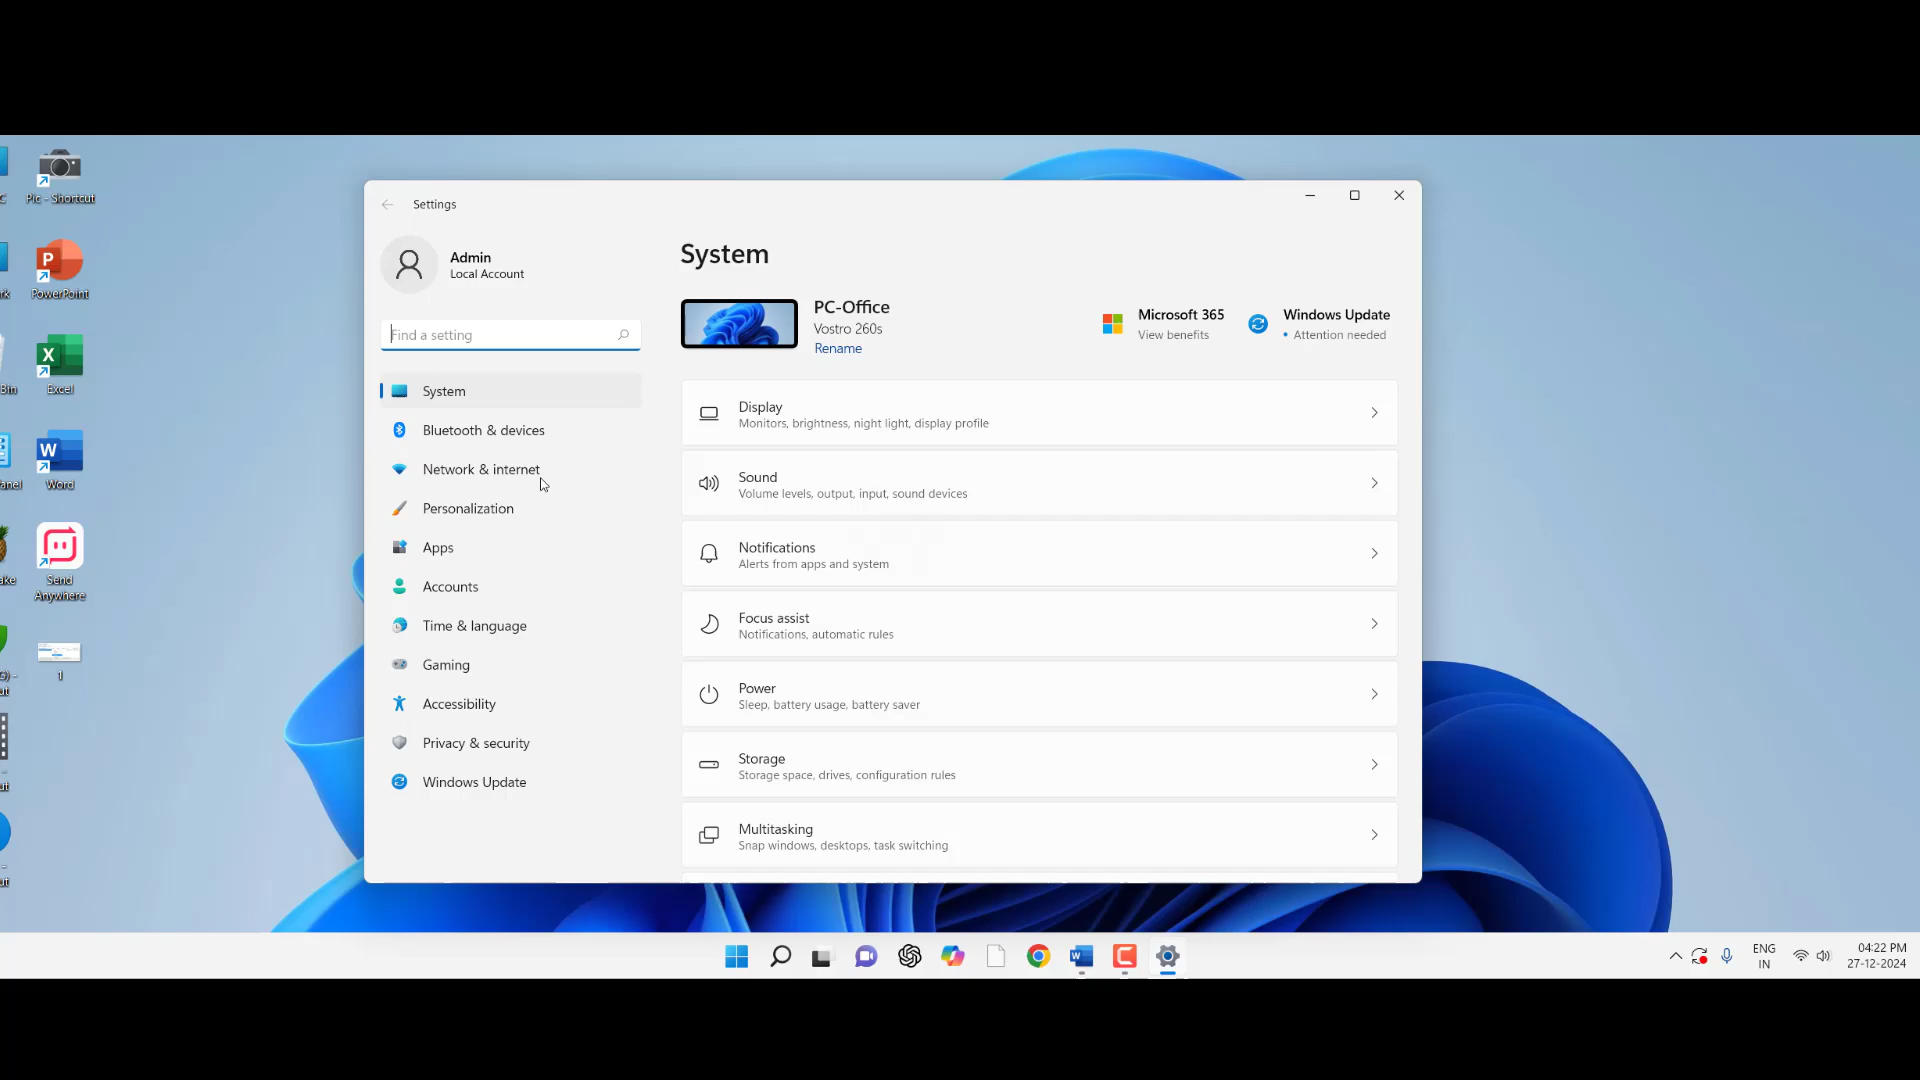 Pic - Shortcut
PowerPoint
Bin
Excel
Word
Send
Anywhere
1
Settings
Admin
Local Account
Find a setting
System
Bluetooth & devices
Network & internet
Personalization
Apps
Accounts
Time & language
Gaming
Accessibility
Privacy & security
Windows Update
System
PC-Office
Vostro 260s
Rename
Microsoft 365
View benefits
Windows Update
• Attention needed
Display
Monitors, brightness, night light, display profile
Sound
Volume levels, output, input, sound devices
Notifications
Alerts from apps and system
Focus assist
Notifications, automatic rules
Power
Sleep, battery usage, battery saver
Storage
Storage space, drives, configuration rules
Multitasking
Snap windows, desktops, task switching
ENG
IN
04:22 PM
27-12-2024